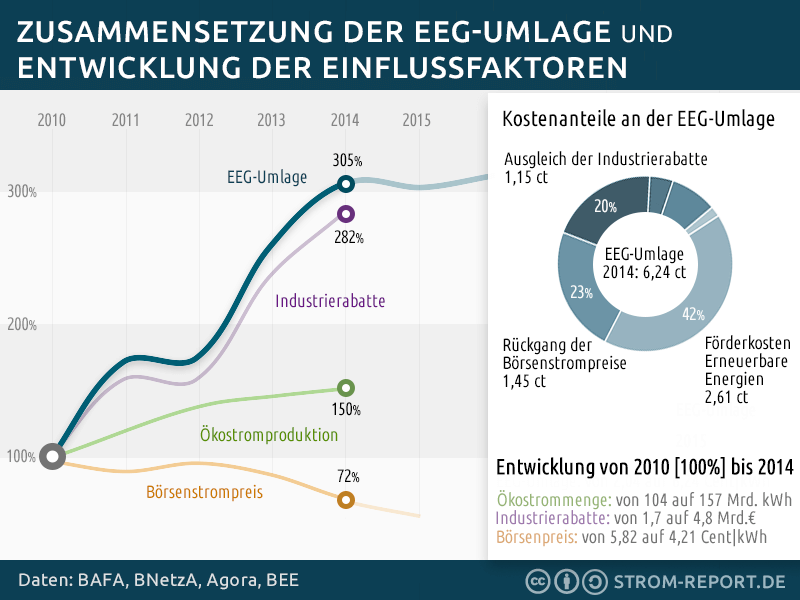 ZUSAMMENSETZUNG DER EEG-UMLAGE UND
ENTWICKLUNG DER EINFLUSSFAKTOREN
2010 2011 2012 2013 2014 2015
300%
200%
100%
EEG-Umlage
305%
282%
Industrierabatte
150%
Ökostromproduktion
72%
Börsenstrompreis
Kostenanteile an der EEG-Umlage
Ausgleich der Industrierabatte
1,15 ct
20%
EEG-Umlage
2014: 6,24 ct
23%
42%
Rückgang der
Börsenstrompreise
1,45 ct
Förderkosten
Erneuerbare
Energien
2,61 ct
Entwicklung von 2010 [100%] bis 2014
Ökostrommenge: von 104 auf 157 Mrd. kWh
Industrierabatte: von 1,7 auf 4,8 Mrd.€
Börsenpreis: von 5,82 auf 4,21 Cent|kWh
Daten: BAFA, BNetzA, Agora, BEE
cc STROM-REPORT.DE